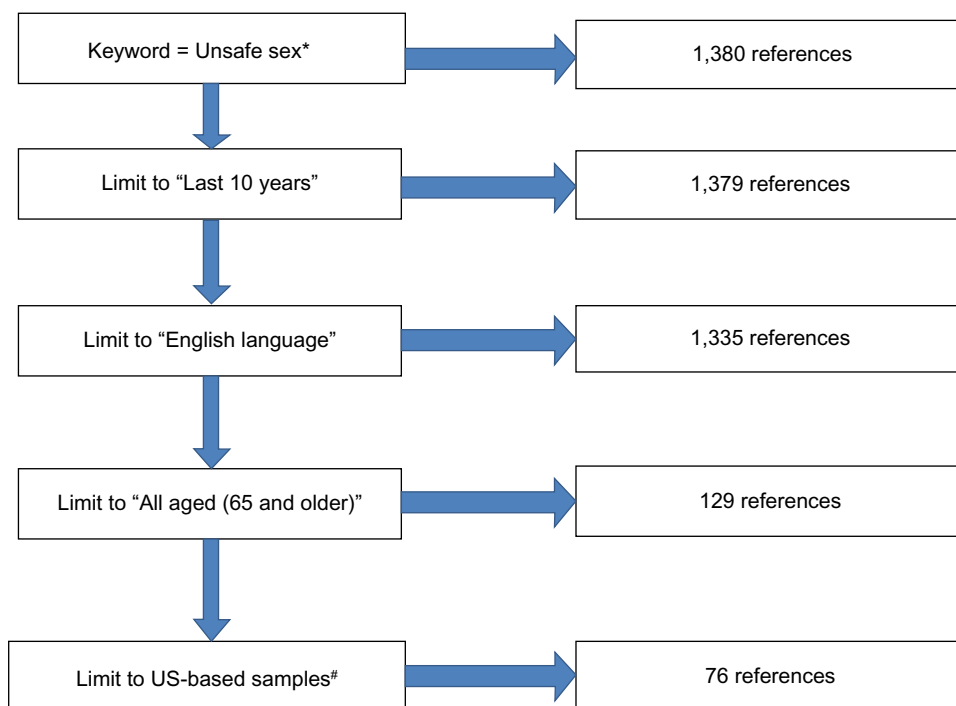 Keyword = Unsafe sex*
1,380 references
Limit to “Last 10 years”
1,379 references
Limit to “English language”
1,335 references
Limit to “All aged (65 and older)”
129 references
Limit to US-based samples#
76 references